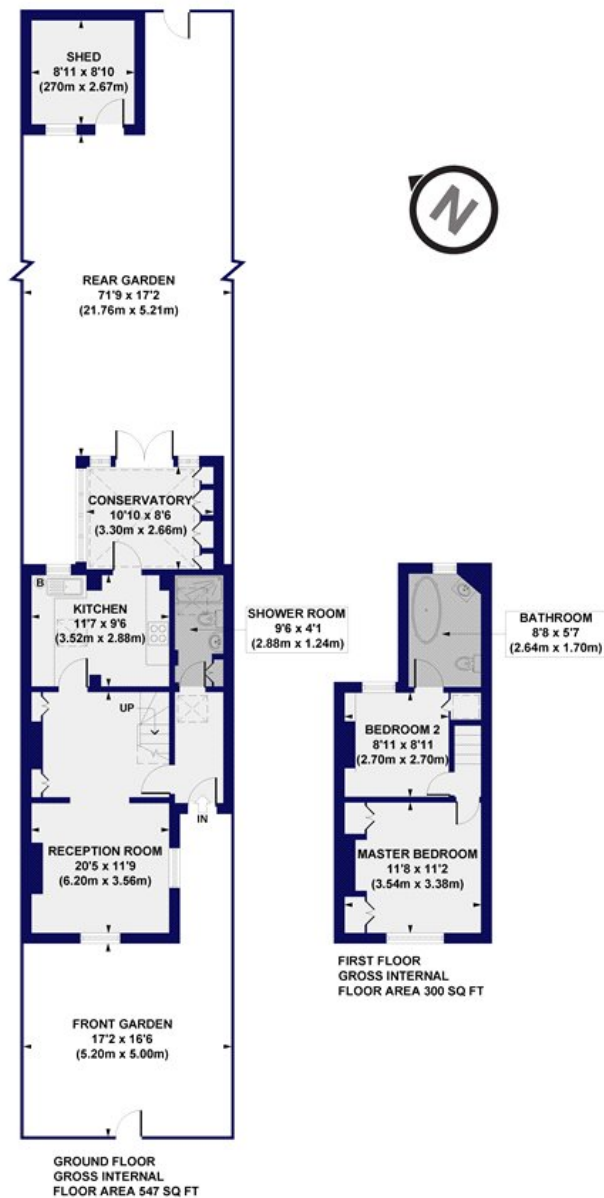 SHED
8'11 x 8'10
(270m x 2.67m)
N
REAR GARDEN
71'9 x 17'2
(21.76m x 5.21m)
CONSERVATORY
10'10 x 8'6
(3.30m x 2.66m)
B
KITCHEN
11'7 x 9'6
(3.52m x 2.88m)
SHOWER ROOM
9'6 x 4'1
(2.88m x 1.24m)
UP
IN
RECEPTION ROOM
20'5 x 11'9
(6.20m x 3.56m)
FRONT GARDEN
17'2 x 16'6
(5.20m x 5.00m)
GROUND FLOOR
GROSS INTERNAL
FLOOR AREA 547 SQ FT
BATHROOM
8'8 x 5'7
(2.64m x 1.70m)
BEDROOM 2
8'11 x 8'11
(2.70m x 2.70m)
MASTER BEDROOM
11'8 x 11'2
(3.54m x 3.38m)
FIRST FLOOR
GROSS INTERNAL
FLOOR AREA 300 SQ FT